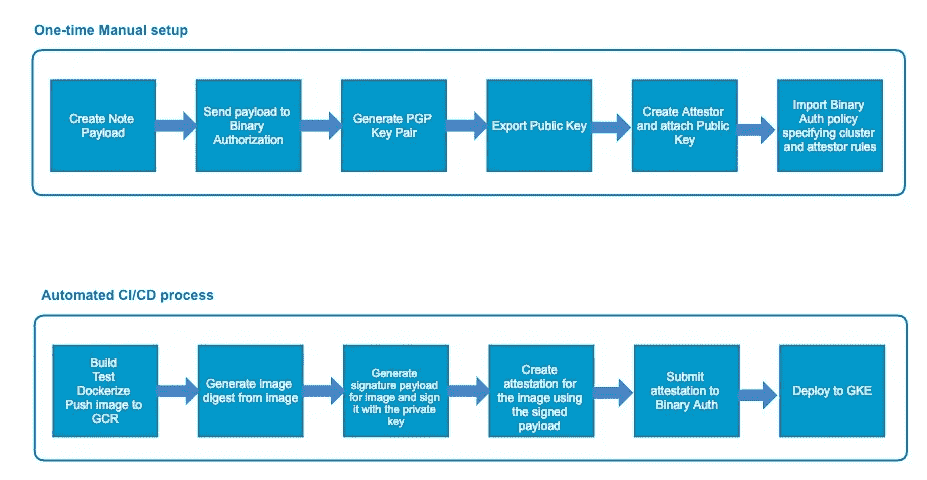 One-time Manual setup
Create Note
Payload
Send payload to
Binary
Authorization
Generate PGP
Key Pair
Export Public Key
Create Attestor
and attach Public
Key
Import Binary
Auth policy
specifying cluster
and attestor rules
Automated CI/CD process
Build
Test
Dockerize
Push image to
GCR
Generate image
digest from image
Generate
signature payload
for image and sign
it with the private
key
Create
attestation for
the image using
the signed
payload
Submit
attestation to
Binary Auth
Deploy to GKE